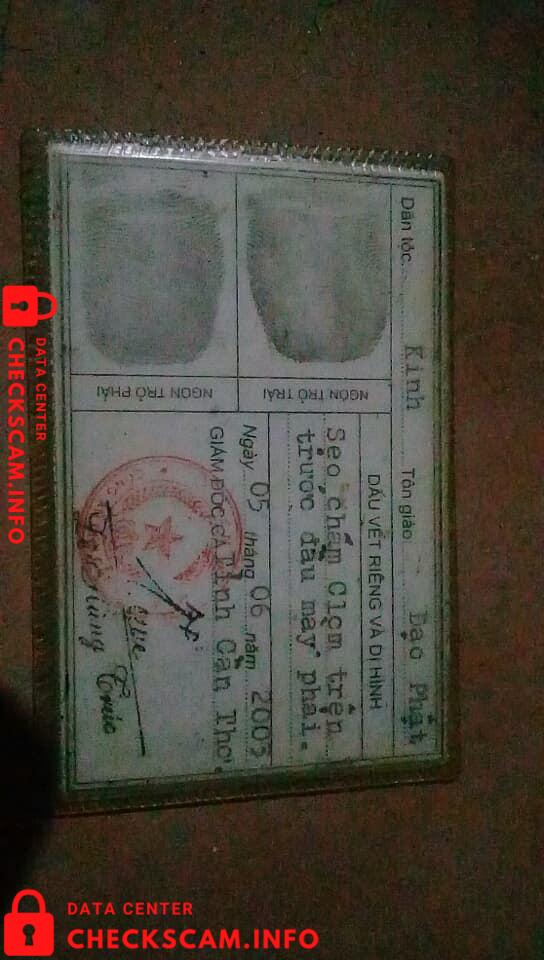 Dân tộc: Kinh Tôn giáo: Đạo Phật
DẤU VẾT RIÊNG VÀ DỊ HÌNH
Sẹo chấm C1cm trên
trước đầu mày phải.
NGÓN TRỎ TRÁI
NGÓN TRỎ PHẢI
Ngày 05 tháng 06 năm 2005
GIÁM ĐỐC CA tỉnh Cần Thơ.
DATA CENTER
CHECKSCAM.INFO
DATA CENTER
CHECKSCAM.INFO